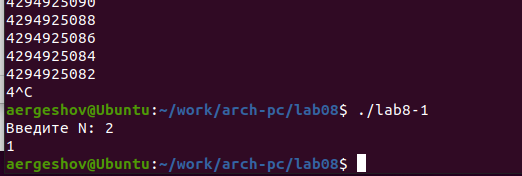 4294925090
4294925088
4294925086
4294925084
4294925082
4^C
aergeshov@Ubuntu:~/work/arch-pc/lab08$ ./lab8-1
Введите N: 2
1
aergeshov@Ubuntu:~/work/arch-pc/lab08$